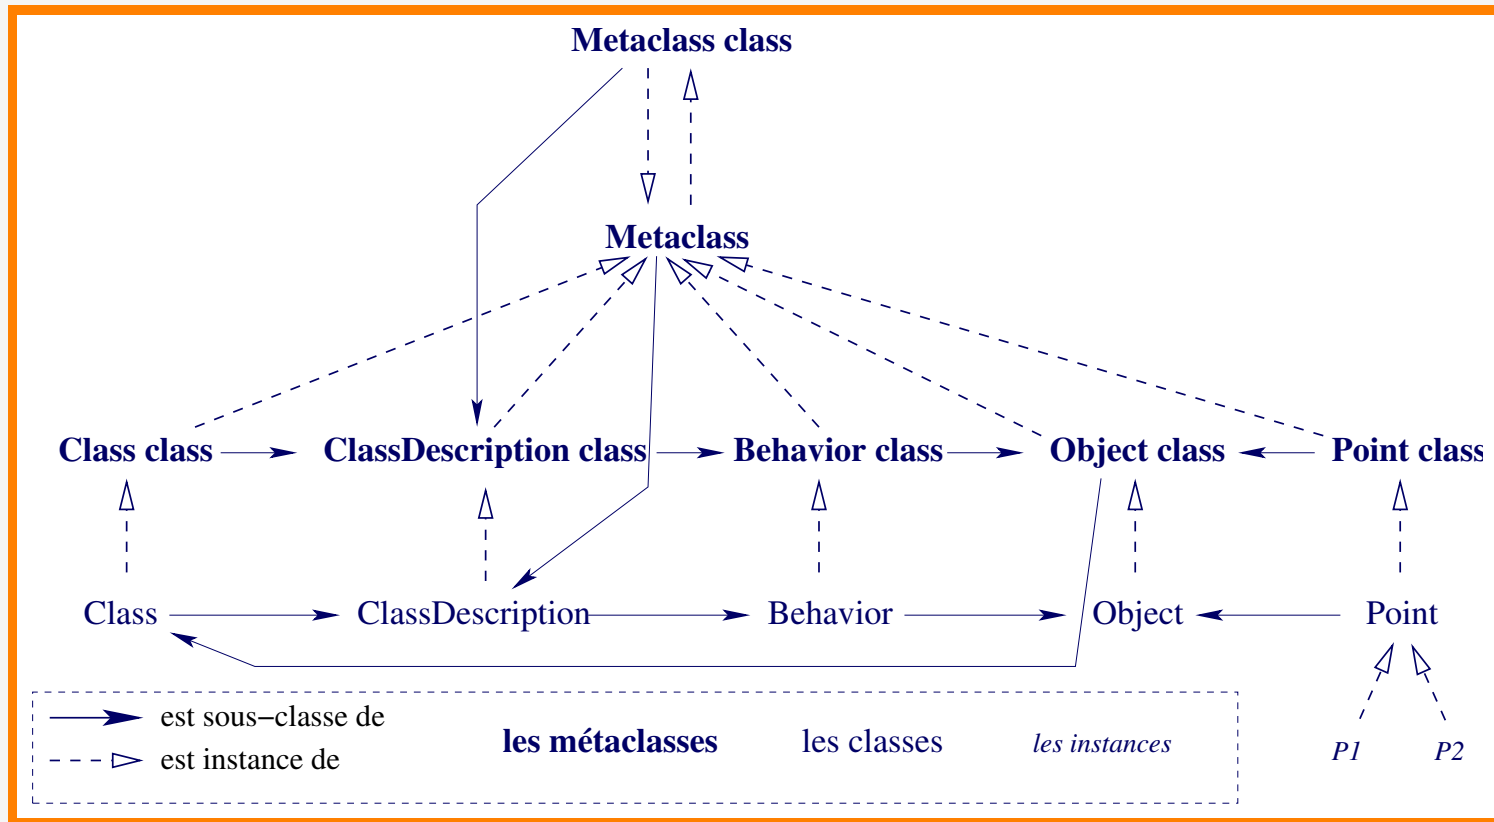 Metaclass class
Metaclass
Class class
ClassDescription class
Behavior class
Object class
Point class
Class
ClassDescription
Behavior
Object
Point
est sous−classe de
est instance de
les métaclasses
les classes
les instances
P1
P2